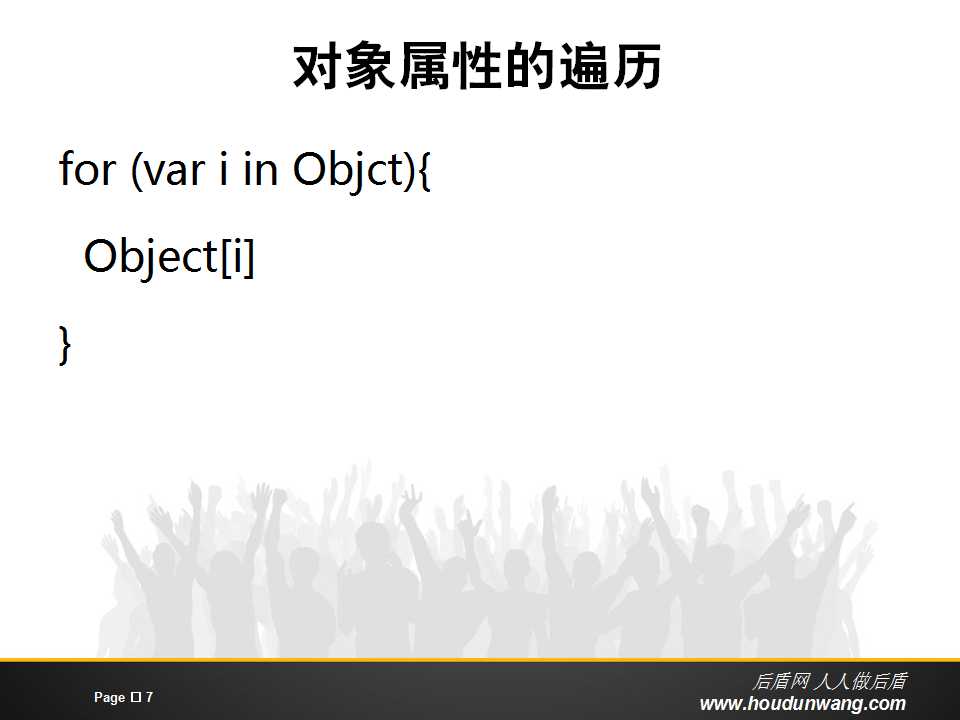 对象属性的遍历
for (var i in Objct){
Object[i]
}
Page 7
后盾网 人人做后盾
www.houdunwang.com